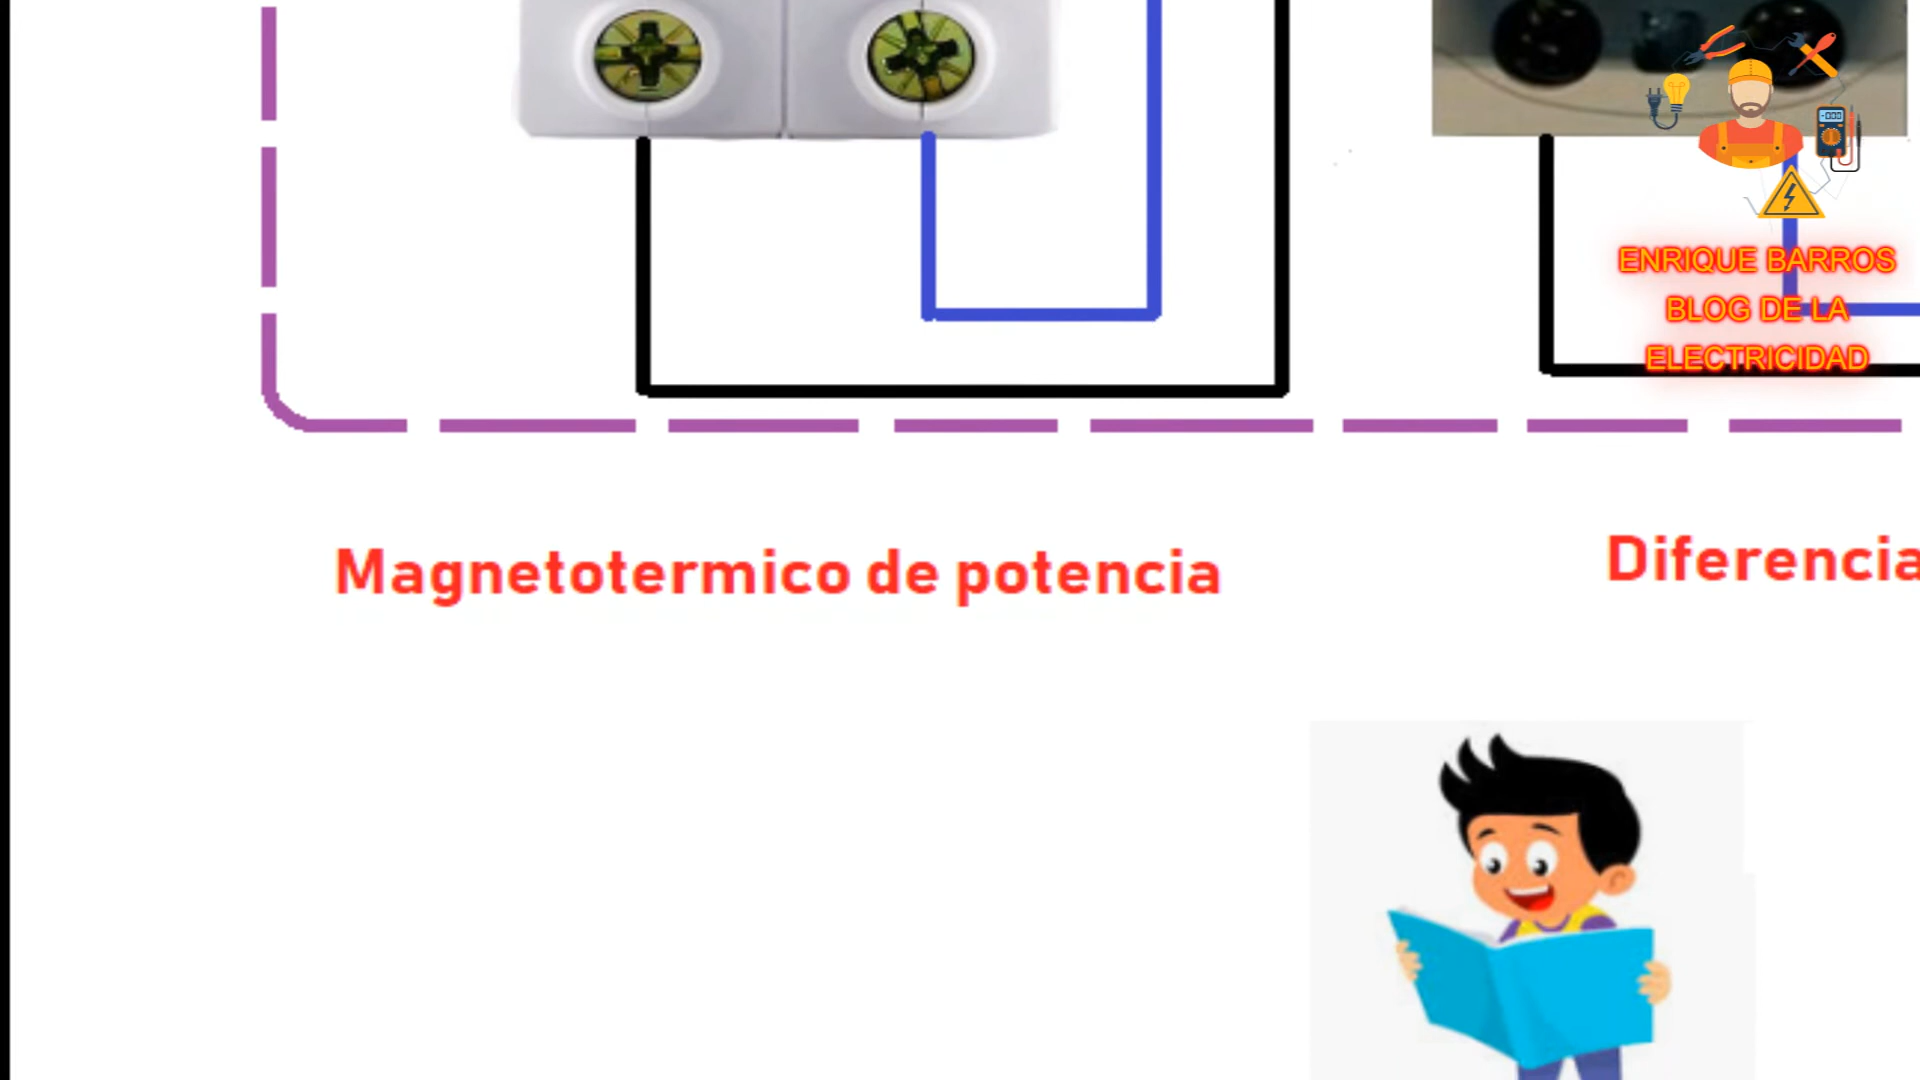 ENRIQUE BARROS
BLOG DE LA
ELECTRICIDAD
Magnetotermico de potencia
Diferencia